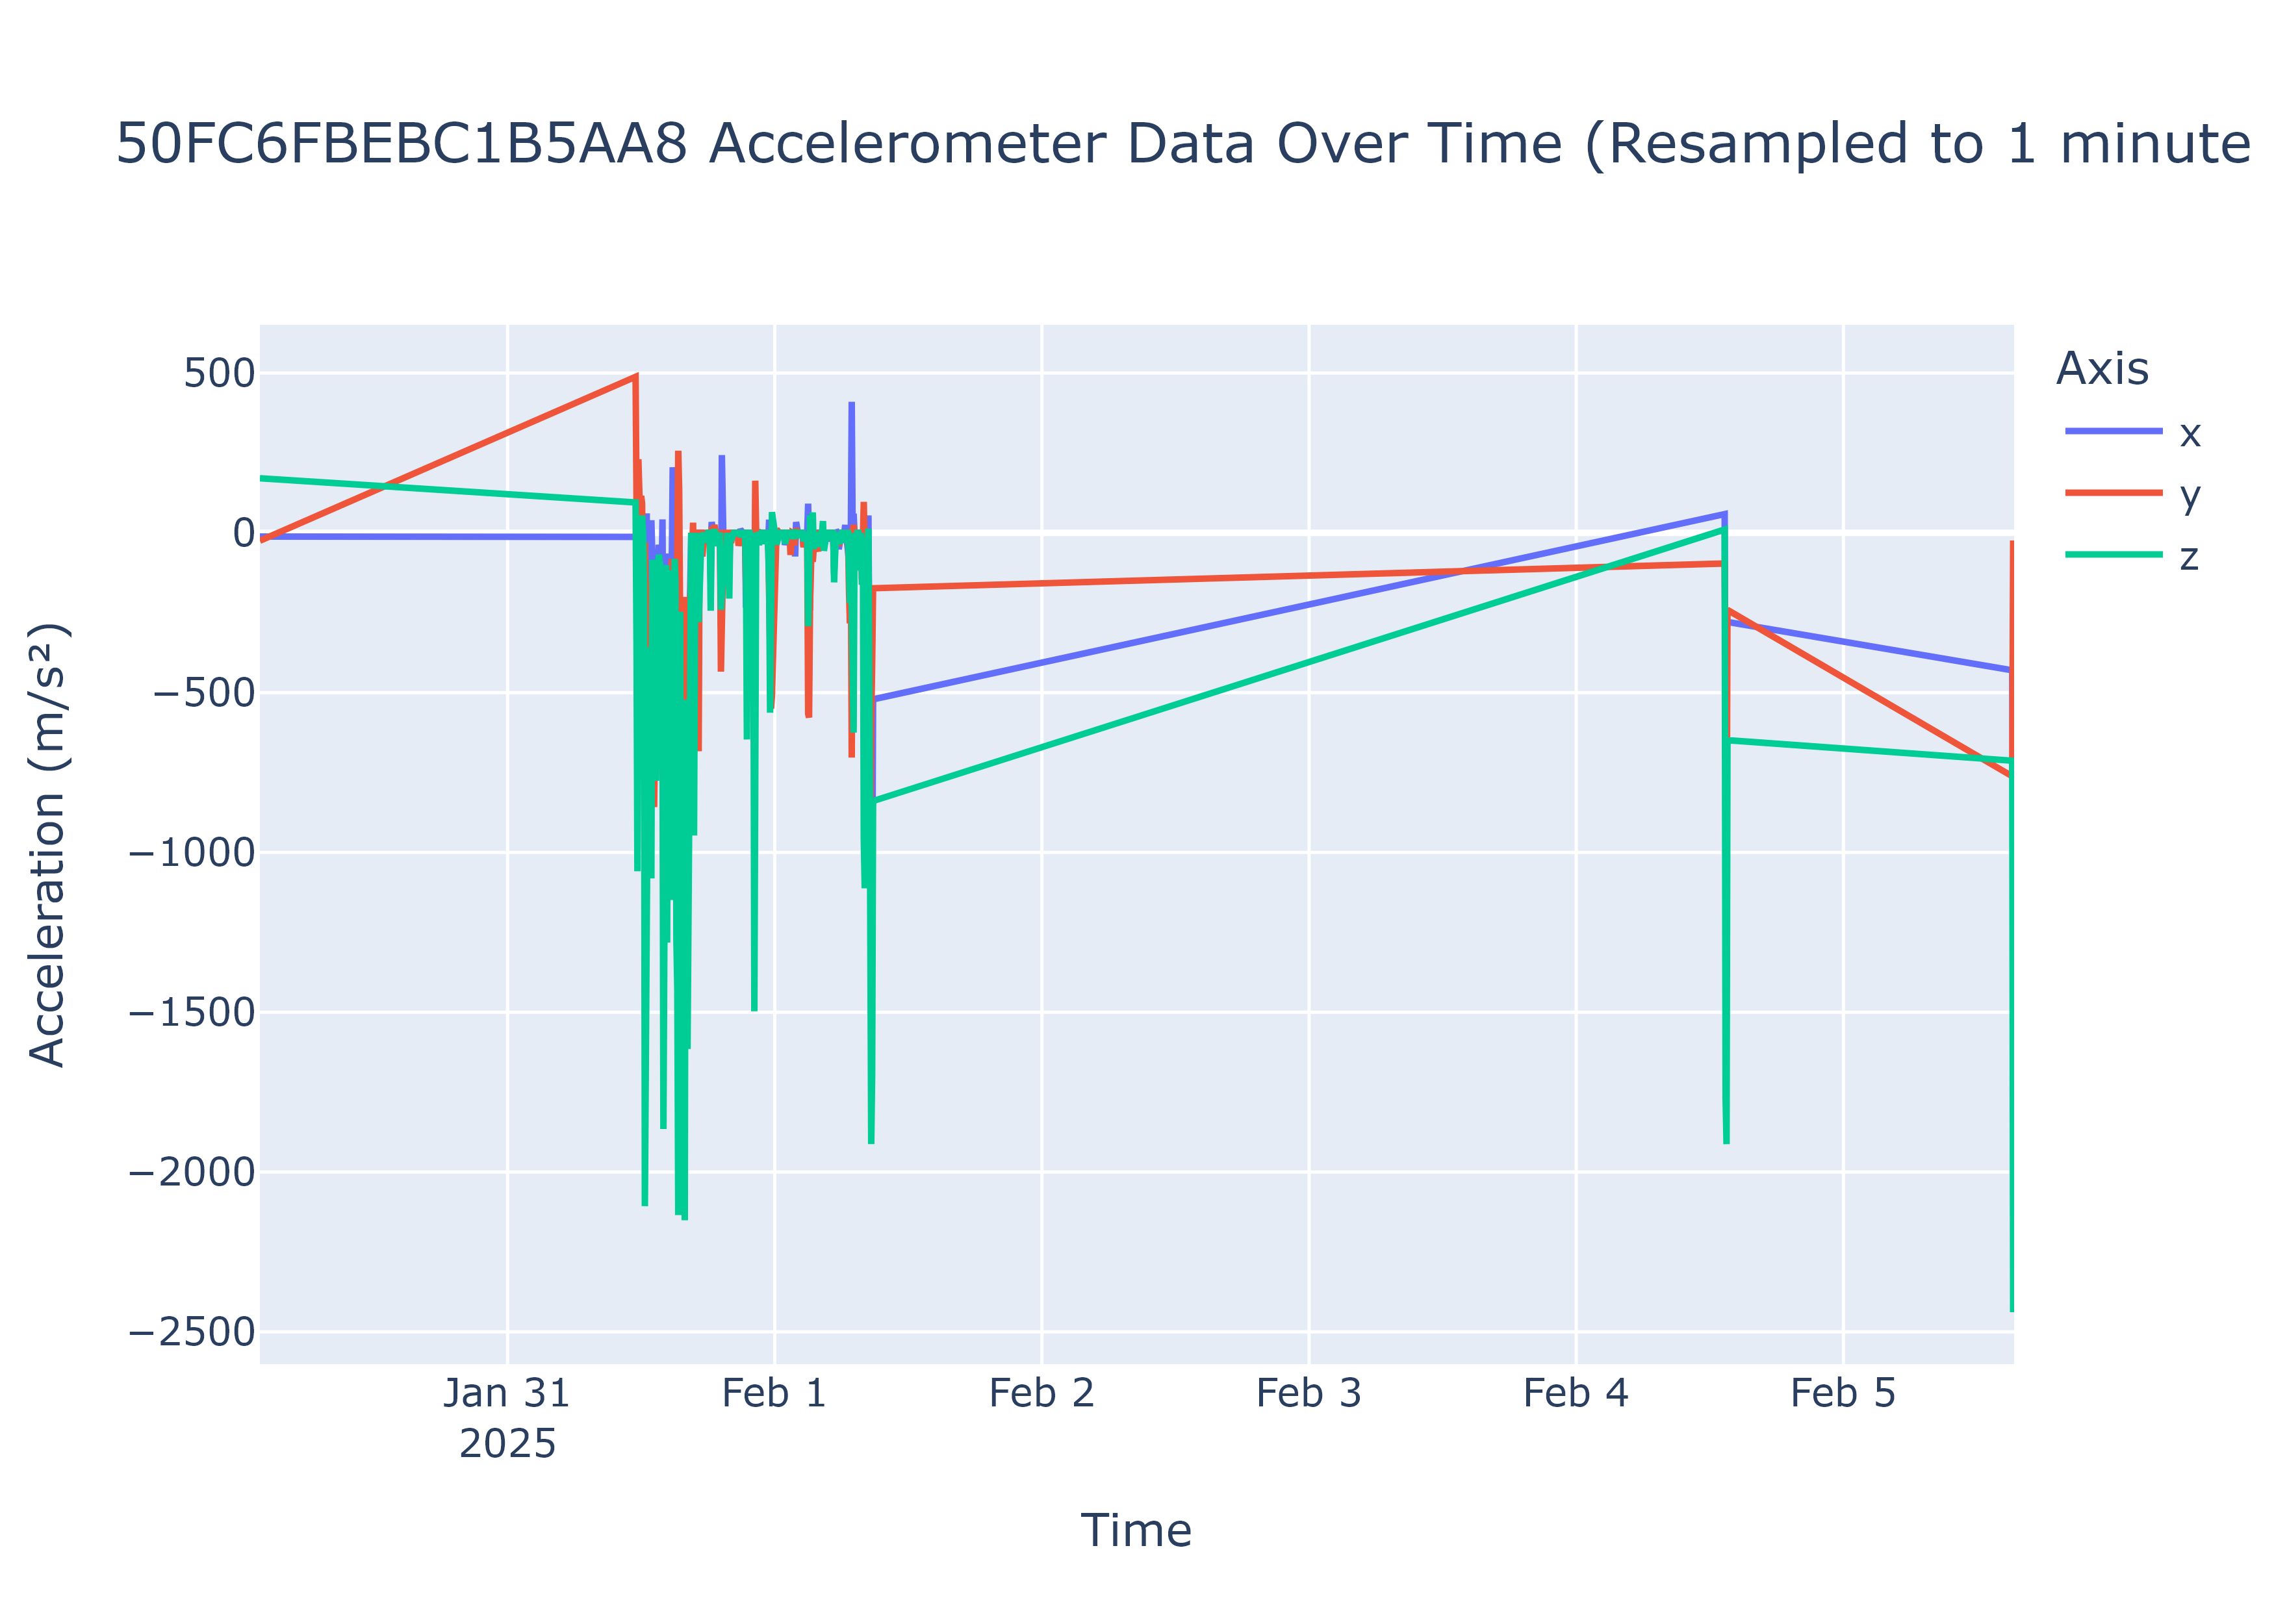 50FC6FBEBC1B5AA8 Accelerometer Data Over Time (Resampled to 1 minute
Axis
x
y
z
500
0
−500
−1000
−1500
−2000
−2500
Acceleration (m/s²)
Jan 31
2025
Feb 1
Feb 2
Feb 3
Feb 4
Feb 5
Time